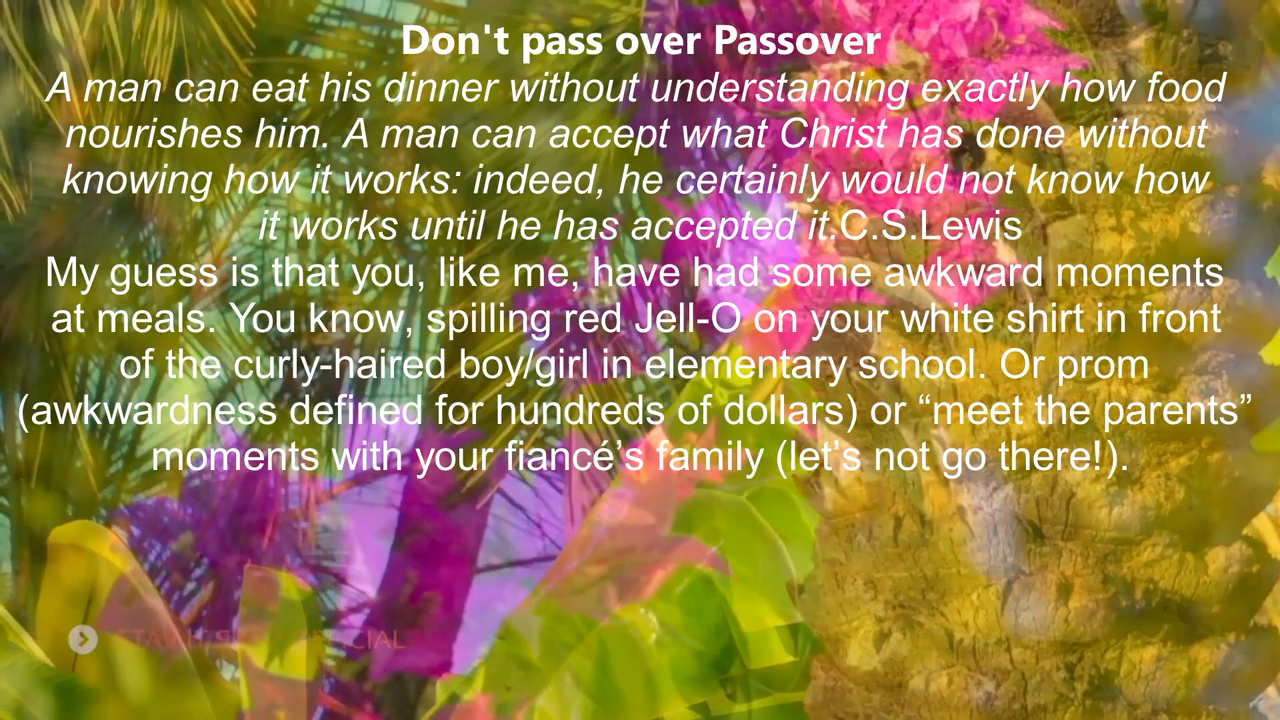 Don't pass over Passover
A man can eat his dinner without understanding exactly how food
nourishes him. A man can accept what Christ has done without
knowing how it works: indeed, he certainly would not know how
it works until he has accepted it.C.S.Lewis
My guess is that you, like me, have had some awkward moments
at meals. You know, spilling red Jell-O on your white shirt in front
of the curly-haired boy/girl in elementary school. Or prom
(awkwardness defined for hundreds of dollars) or “meet the parents”
moments with your fiancé’s family (let’s not go there!).